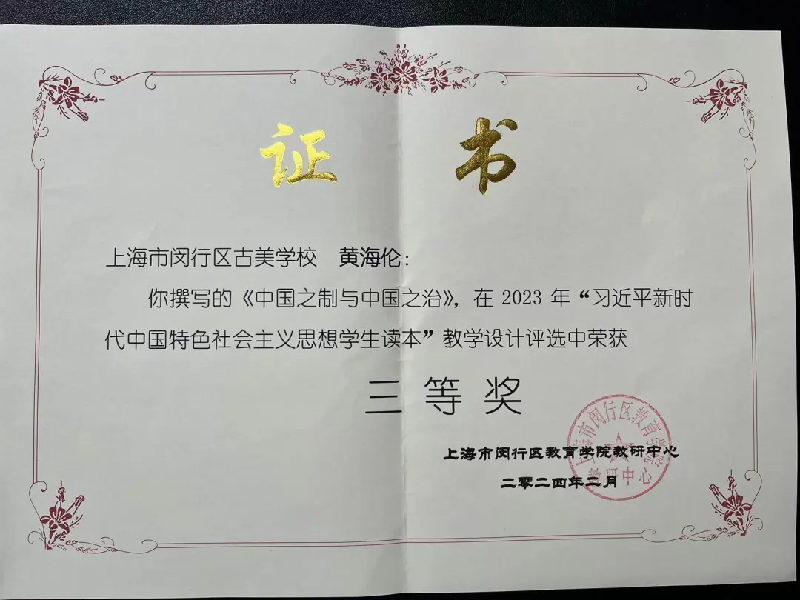 证 书
上海市闵行区古美学校 黄海伦：
你撰写的《中国之制与中国之治》，在 2023 年“习近平新时
代中国特色社会主义思想学生读本”教学设计评选中荣获
三等奖
上海市闵行区教育学院教研中心
二零二四年二月
上海市闵行区教育学院
教研中心